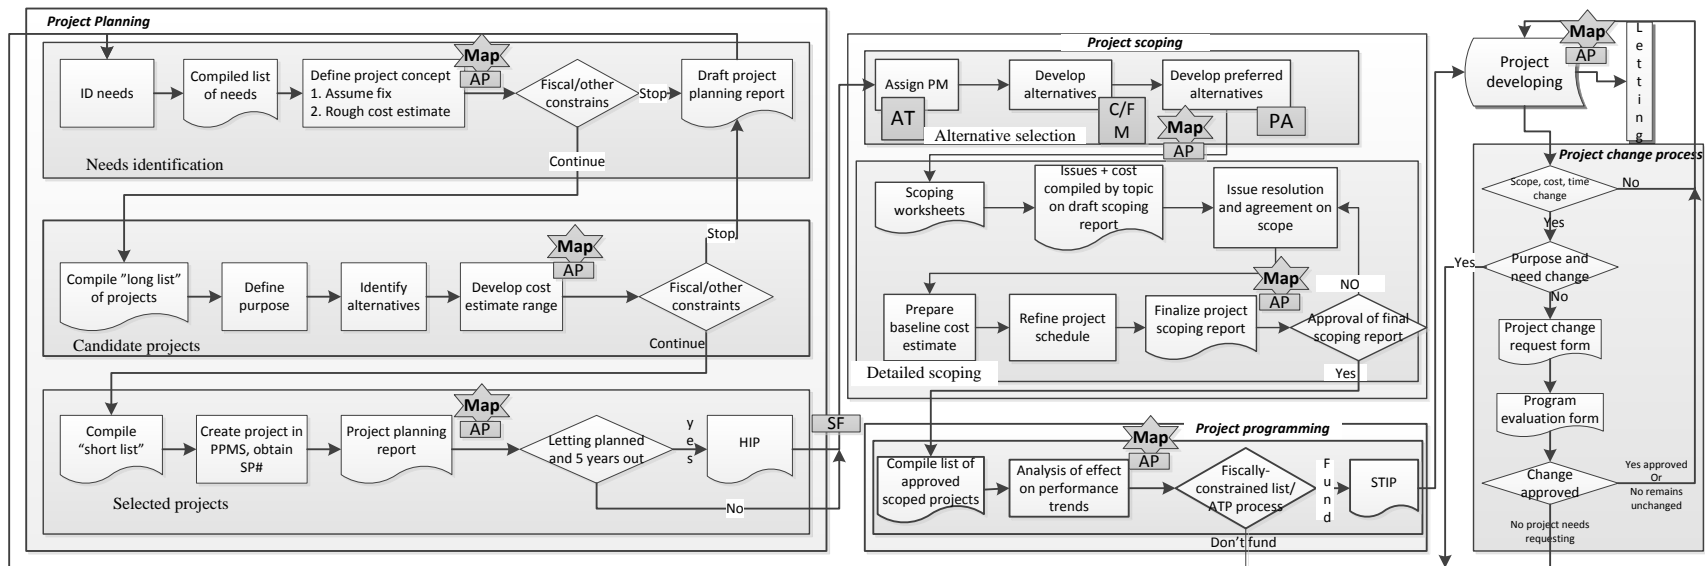 Project Planning
Map
AP
ID needs
Compiled list
of needs
Define project concept
1. Assume fix
2. Rough cost estimate
Fiscal/other
constrains
Stop
Draft project
planning report
Continue
Needs identification
Compile "long list"
of projects
Define
purpose
Identify
alternatives
Develop cost
estimate range
Map
AP
Fiscal/other
constraints
Stop
Continue
Candidate projects
Compile
"short list"
Create project in
PPMS, obtain
SP#
Project planning
report
Map
AP
Letting planned
and 5 years out
yes
HIP
No
Selected projects
SF
Project scoping
Assign PM
AT
Develop
alternatives
C/F
M
Develop preferred
alternatives
Map
AP
PA
Alternative selection
Scoping
worksheets
Issues + cost
compiled by topic
on draft scoping
report
Issue resolution
and agreement on
scope
Prepare
baseline cost
estimate
Refine project
schedule
Finalize project
scoping report
Map
AP
NO
Approval of final
scoping report
Yes
Detailed scoping
Project programming
Compile list of
approved
scoped projects
Analysis of effect
on performance
trends
Map
AP
Fiscally-
constrained list/
ATP process
Fund
STIP
Don't fund
Project
developing
Map
AP
Letting
Project change process
Scope, cost, time
change
No
Yes
Purpose and
need change
Yes
No
Project change
request form
Program
evaluation form
Change
approved
Yes approved
Or
No remains
unchanged
No project needs
requesting